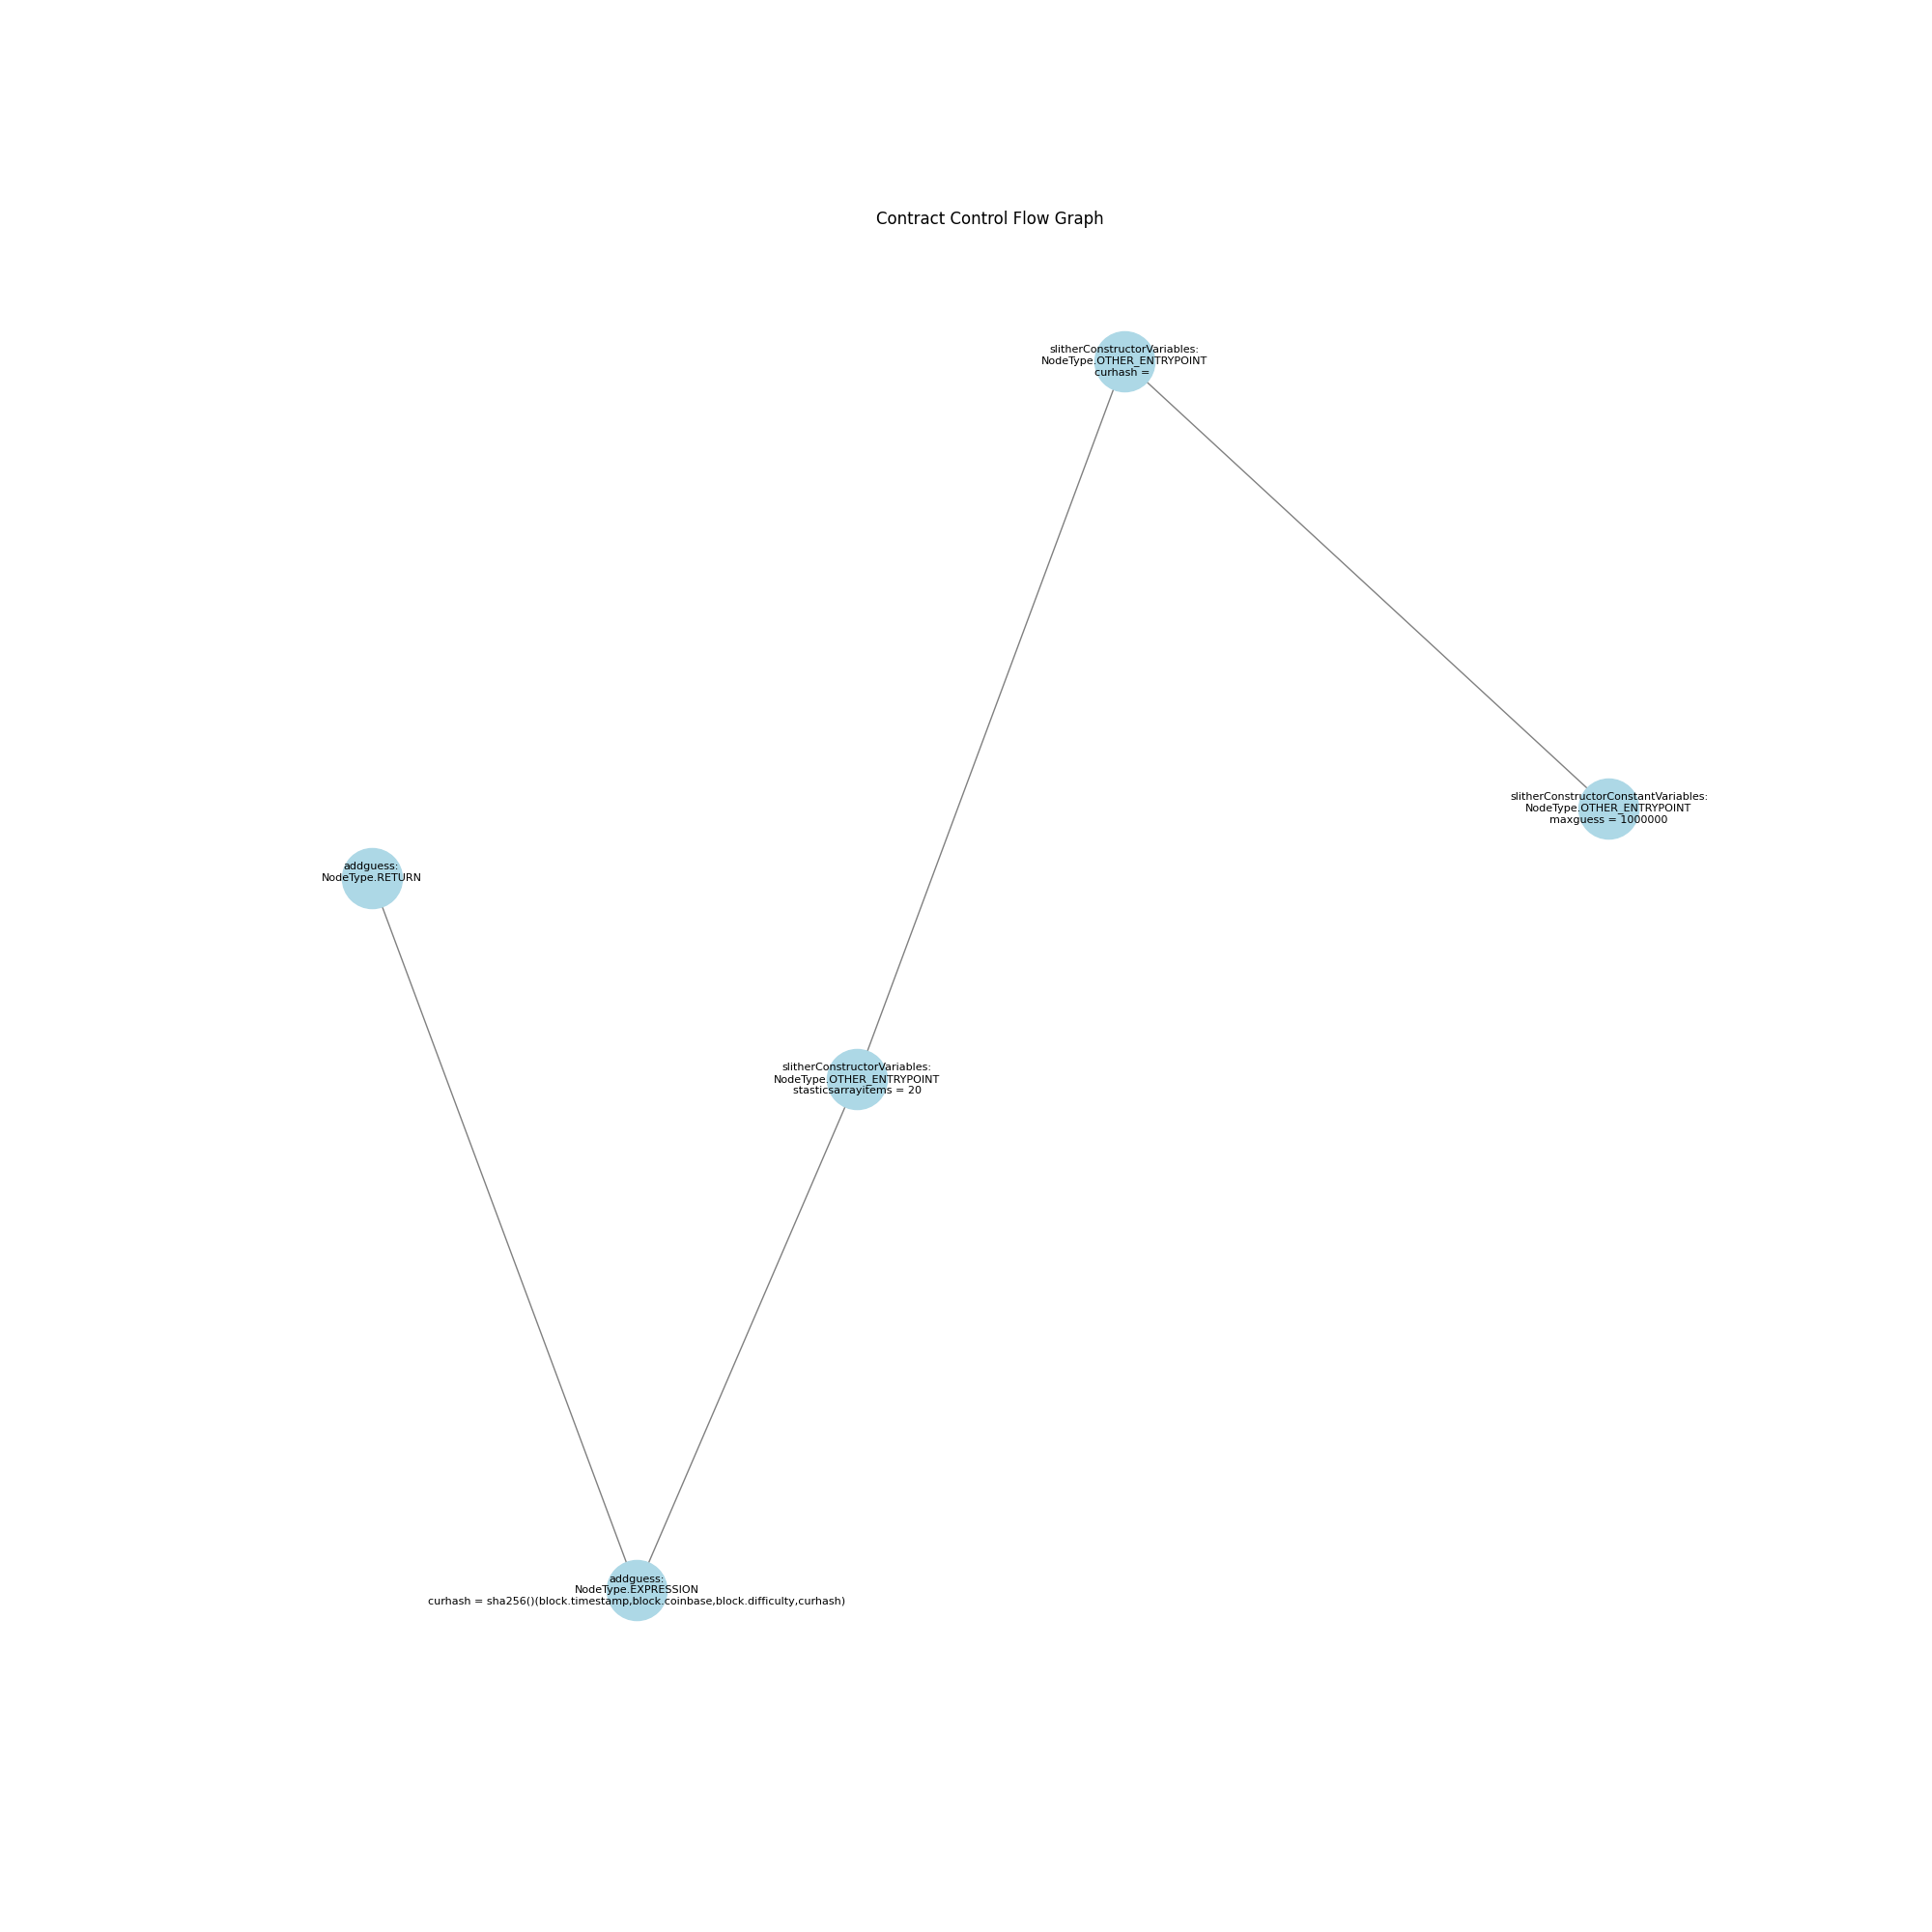 Contract Control Flow Graph
slitherConstructorVariables:
NodeType.OTHER_ENTRYPOINT
curhash =
slitherConstructorConstantVariables:
NodeType.OTHER_ENTRYPOINT
maxguess = 1000000
addguess:
NodeType.RETURN
slitherConstructorVariables:
NodeType.OTHER_ENTRYPOINT
stasticsarrayitems = 20
addguess:
NodeType.EXPRESSION
curhash = sha256()(block.timestamp,block.coinbase,block.difficulty,curhash)